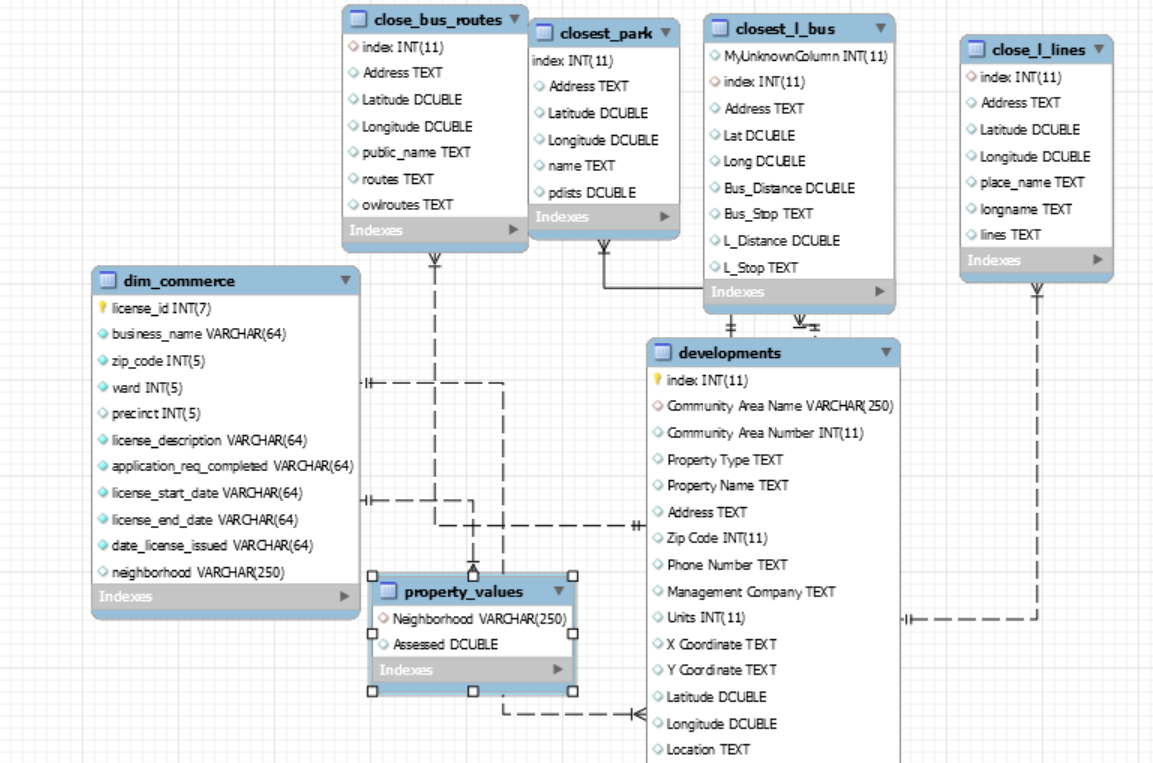 close_bus_routes
index INT(11)
Address TEXT
Latitude DOUBLE
Longitude DOUBLE
public_name TEXT
routes TEXT
owlroutes TEXT
Indexes
closest_park
index INT(11)
Address TEXT
Latitude DOUBLE
Longitude DOUBLE
name TEXT
pdists DOUBLE
Indexes
closest_l_bus
MyUnknownColumn INT(11)
index INT(11)
Address TEXT
Lat DOUBLE
Long DOUBLE
Bus_Distance DOUBLE
Bus_Stop TEXT
L_Distance DOUBLE
L_Stop TEXT
Indexes
close_l_lines
index INT(11)
Address TEXT
Latitude DOUBLE
Longitude DOUBLE
place_name TEXT
longname TEXT
lines TEXT
Indexes
dim_commerce
license_id INT(7)
business_name VARCHAR(64)
zip_code INT(5)
ward INT(5)
precinct INT(5)
license_description VARCHAR(64)
application_req_completed VARCHAR(64)
license_start_date VARCHAR(64)
license_end_date VARCHAR(64)
date_license_issued VARCHAR(64)
neighborhood VARCHAR(250)
Indexes
property_values
Neighborhood VARCHAR(250)
Assessed DOUBLE
Indexes
developments
index INT(11)
Community Area Name VARCHAR(250)
Community Area Number INT(11)
Property Type TEXT
Property Name TEXT
Address TEXT
Zip Code INT(11)
Phone Number TEXT
Management Company TEXT
Units INT(11)
X Coordinate TEXT
Y Coordinate TEXT
Latitude DOUBLE
Longitude DOUBLE
Location TEXT